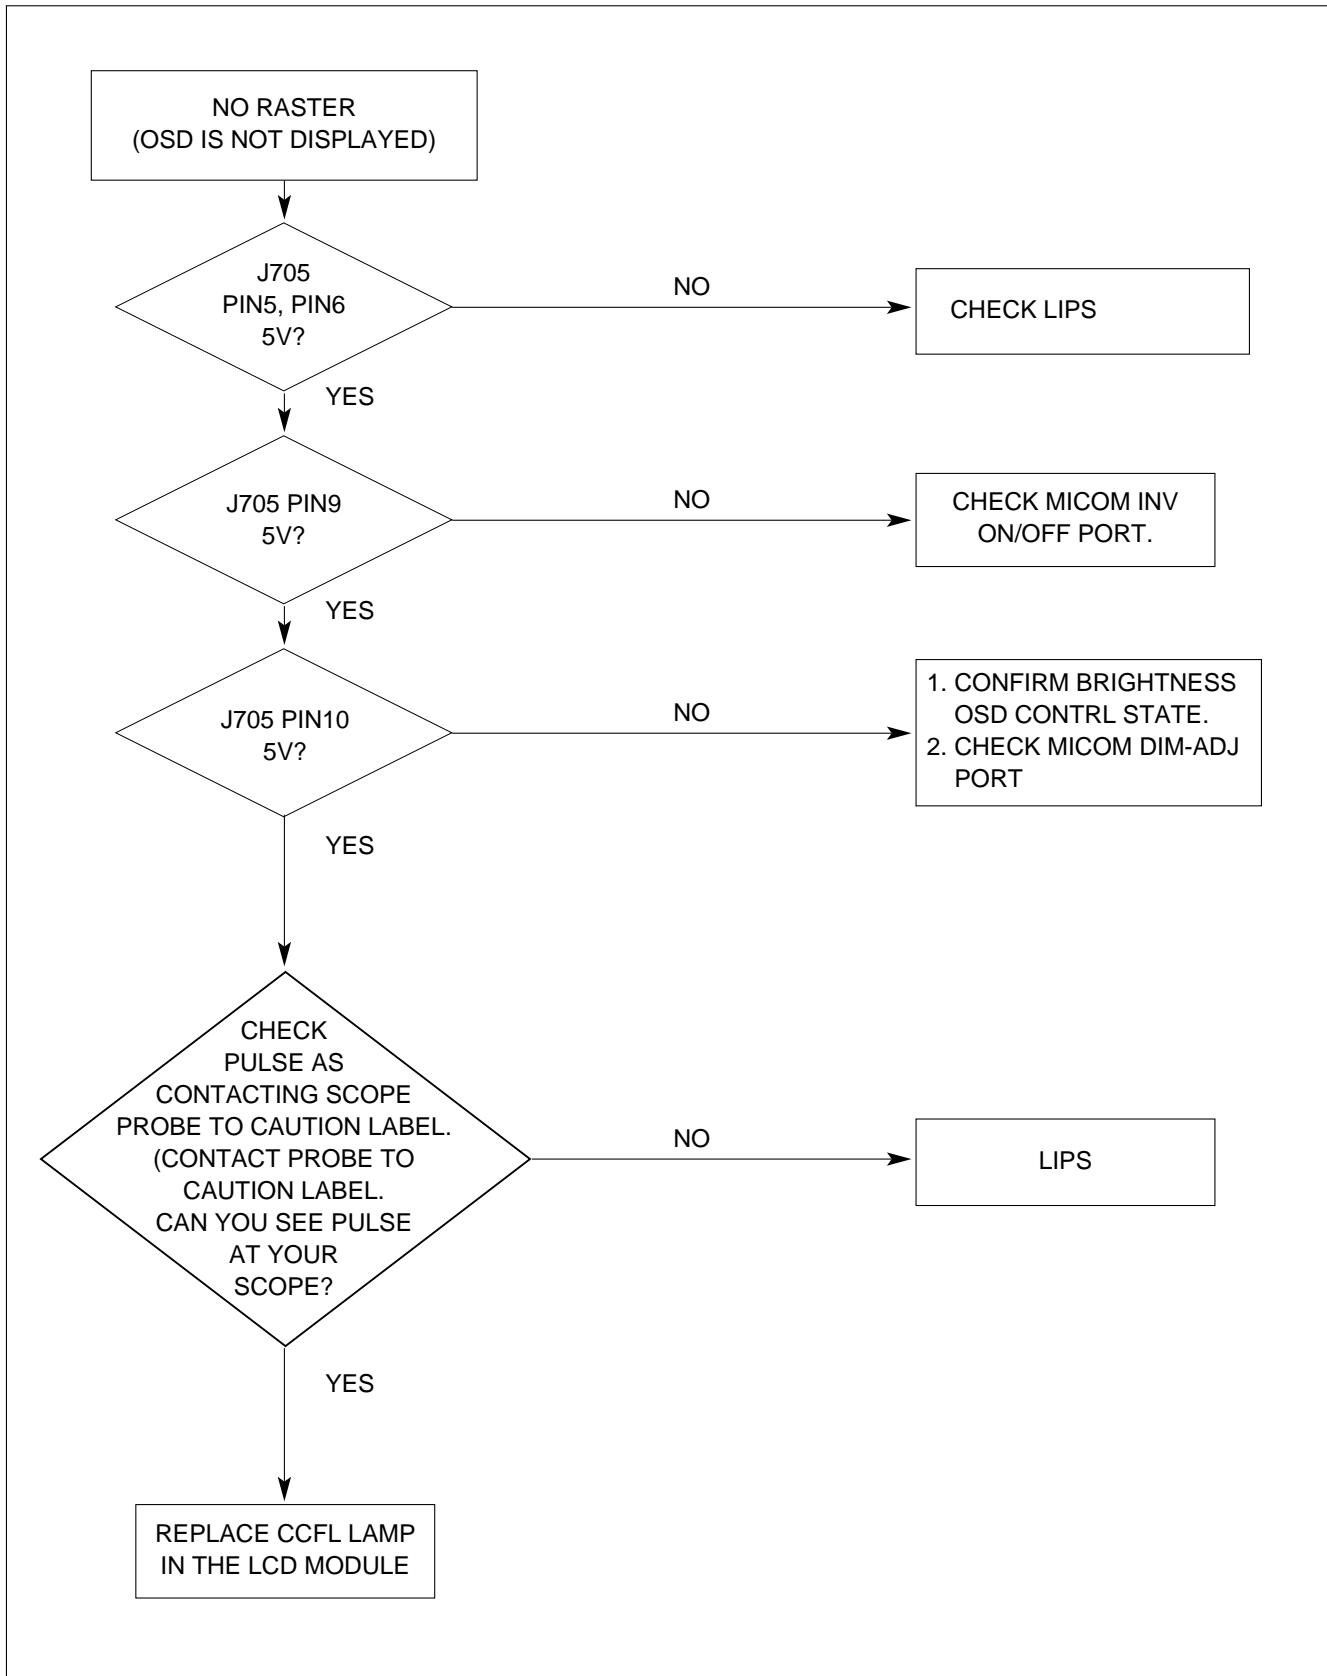 NO RASTER
(OSD IS NOT DISPLAYED)
J705
PIN5, PIN6
5V?
NO
CHECK LIPS
YES
J705 PIN9
5V?
NO
CHECK MICOM INV
ON/OFF PORT.
YES
J705 PIN10
5V?
NO
1. CONFIRM BRIGHTNESS
OSD CONTRL STATE.
2. CHECK MICOM DIM-ADJ
PORT
YES
CHECK
PULSE AS
CONTACTING SCOPE
PROBE TO CAUTION LABEL.
(CONTACT PROBE TO
CAUTION LABEL.
CAN YOU SEE PULSE
AT YOUR
SCOPE?
NO
LIPS
YES
REPLACE CCFL LAMP
IN THE LCD MODULE